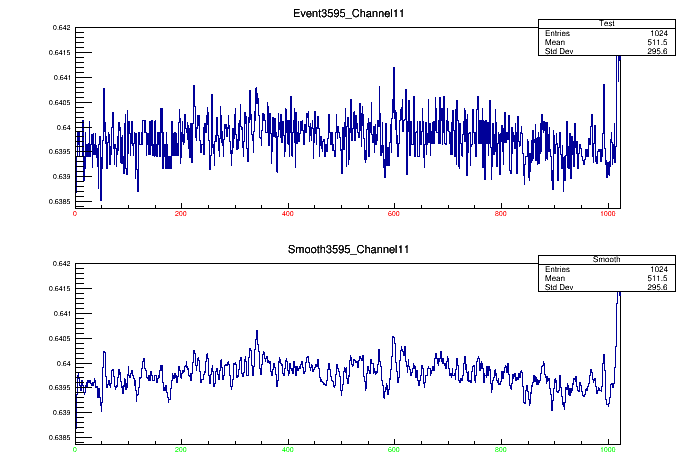 Event3595_Channel11
Test
Entries 1024
Mean 511.5
Std Dev 295.6
0.642
0.6415
0.641
0.6405
0.64
0.6395
0.639
0.6385
0 200 400 600 800 1000
Smooth3595_Channel11
Smooth
Entries 1024
Mean 511.5
Std Dev 295.6
0.642
0.6415
0.641
0.6405
0.64
0.6395
0.639
0.6385
0 200 400 600 800 1000